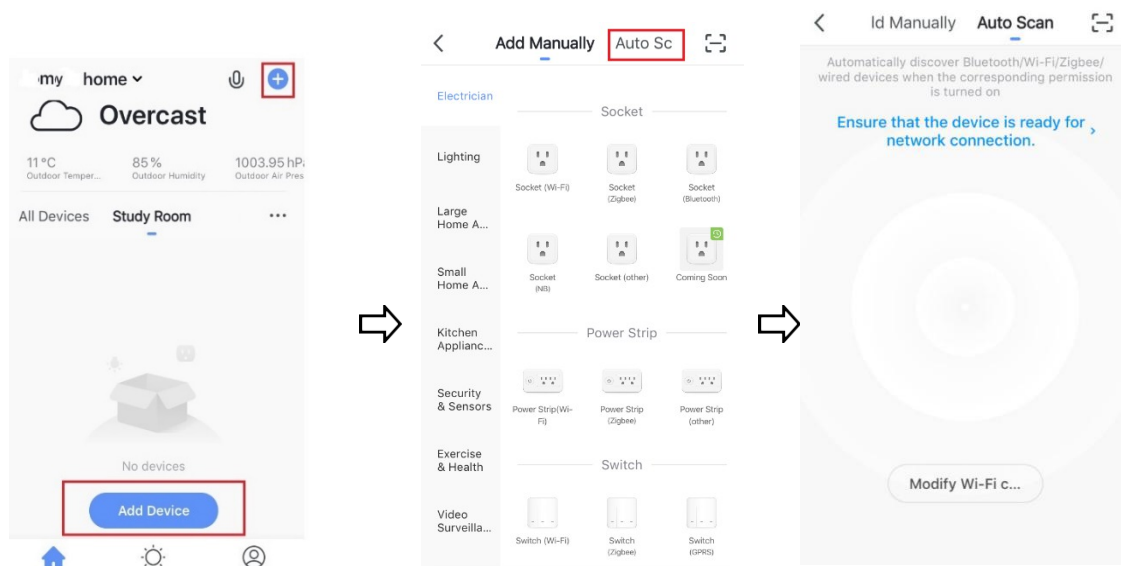 my home
Overcast
11°C 85% 1003.95 hPa
Outdoor Temper... Outdoor Humidity Outdoor Air Pres
All Devices Study Room ...
No devices
Add Device
Add Manually Auto Sc
Electrician
Lighting
Large
Home A...
Small
Home A...
Kitchen
Applianc...
Security
& Sensors
Exercise
& Health
Video
Surveilla...
Socket
Socket (Wi-Fi) Socket
(Zigbee) Socket
(Bluetooth)
Socket
(NB) Socket (other) Coming Soon
Power Strip
Power Strip(Wi-
Fi) Power Strip
(Zigbee) Power Strip
(other)
Switch
Switch (Wi-Fi) Switch
(Zigbee) Switch
(GPRS)
ld Manually Auto Scan
Automatically discover Bluetooth/Wi-Fi/Zigbee/
wired devices when the corresponding permission
is turned on
Ensure that the device is ready for
network connection.
Modify Wi-Fi c...